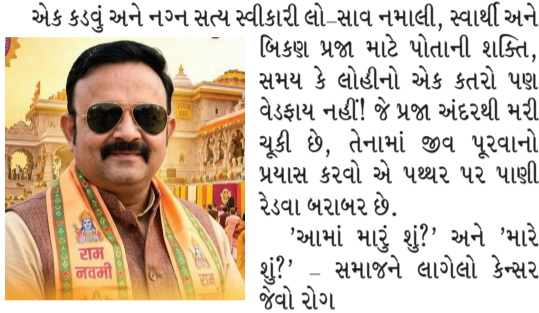 એક કડવું અને નગ્ન સત્ય સ્વીકારી લો–સાવ નમાલી, સ્વાર્થી અને
બિકણ પ્રજા માટે પોતાની શક્તિ,
સમય કે લોહીનો એક કતરો પણ
વેડફાય નહીં! જે પ્રજા અંદરથી મરી
ચૂકી છે, તેનામાં જીવ પૂરવાનો
પ્રયાસ કરવો એ પથ્થર પર પાણી
રેડવા બરાબર છે.
'આમાં મારું શું?' અને 'મારે
શું?' – સમાજને લાગેલો કેન્સર
જેવો રોગ
राम
नवमी